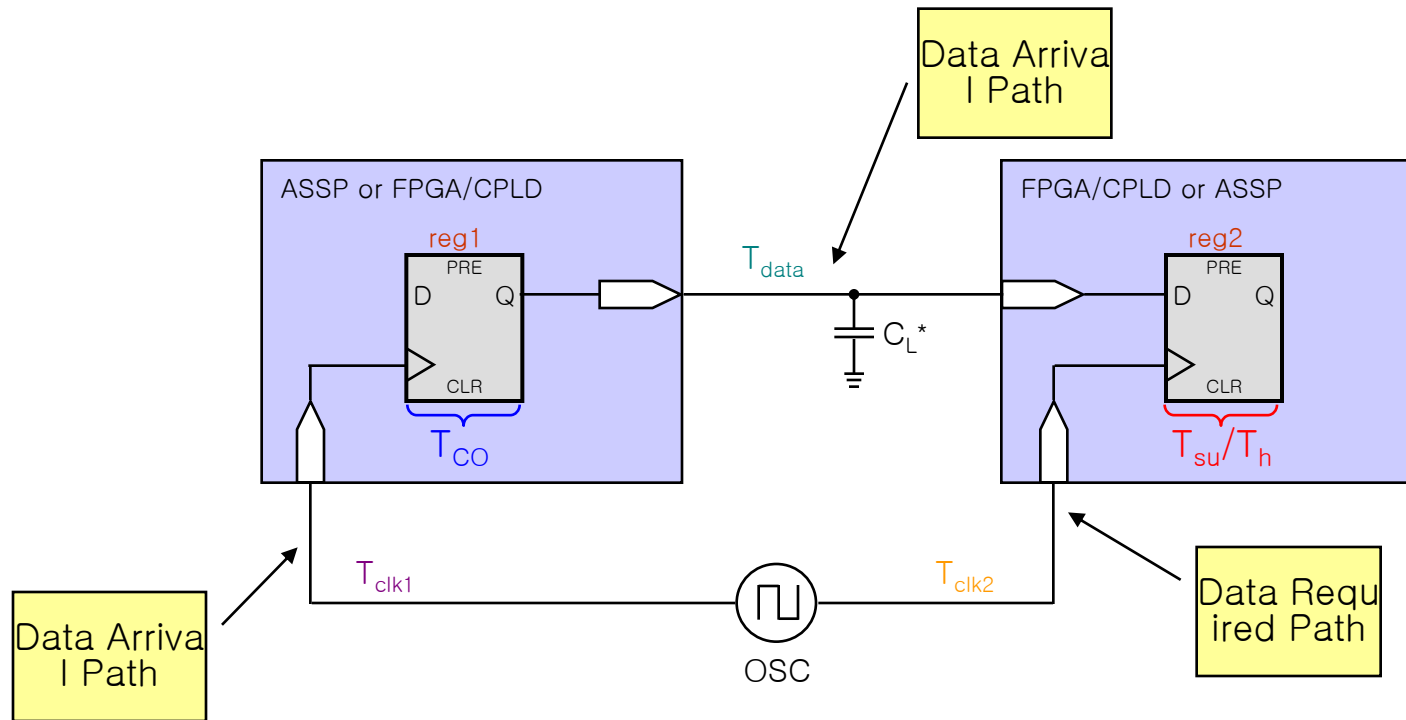 Data Arriva
l Path
ASSP or FPGA/CPLD
FPGA/CPLD or ASSP
reg1
PRE
D Q
CLR
T_CO
T_data
C_L*
reg2
PRE
D Q
CLR
T_su/T_h
T_clk1
T_clk2
OSC
Data Arriva
l Path
Data Requ
ired Path